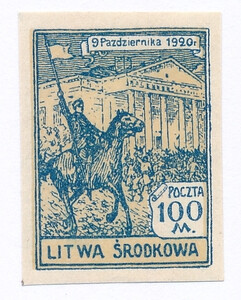 9 Października 1920 r.
POCZTA
100
M.
LITWA ŚRODKOWA